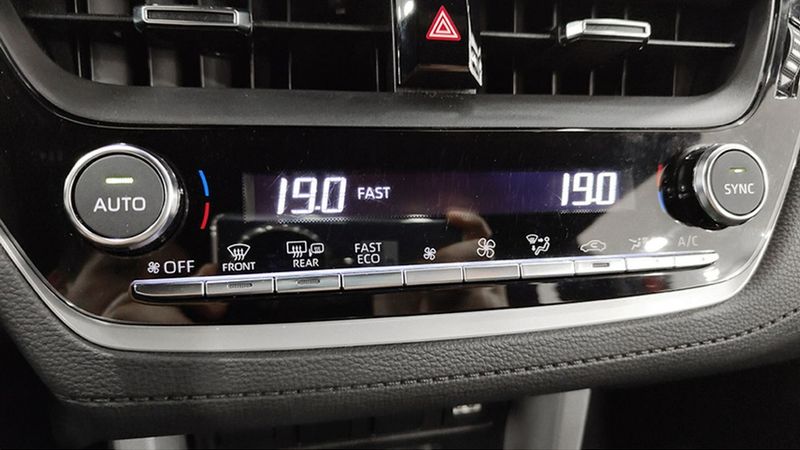 19.0 FAST 19.0
AUTO
SYNC
OFF
FRONT
REAR
FAST
ECO
A/C